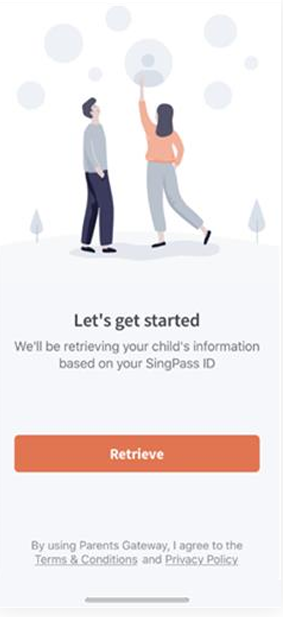 Let's get started
We'll be retrieving your child's information
based on your SingPass ID
Retrieve
By using Parents Gateway, I agree to the
Terms & Conditions and Privacy Policy